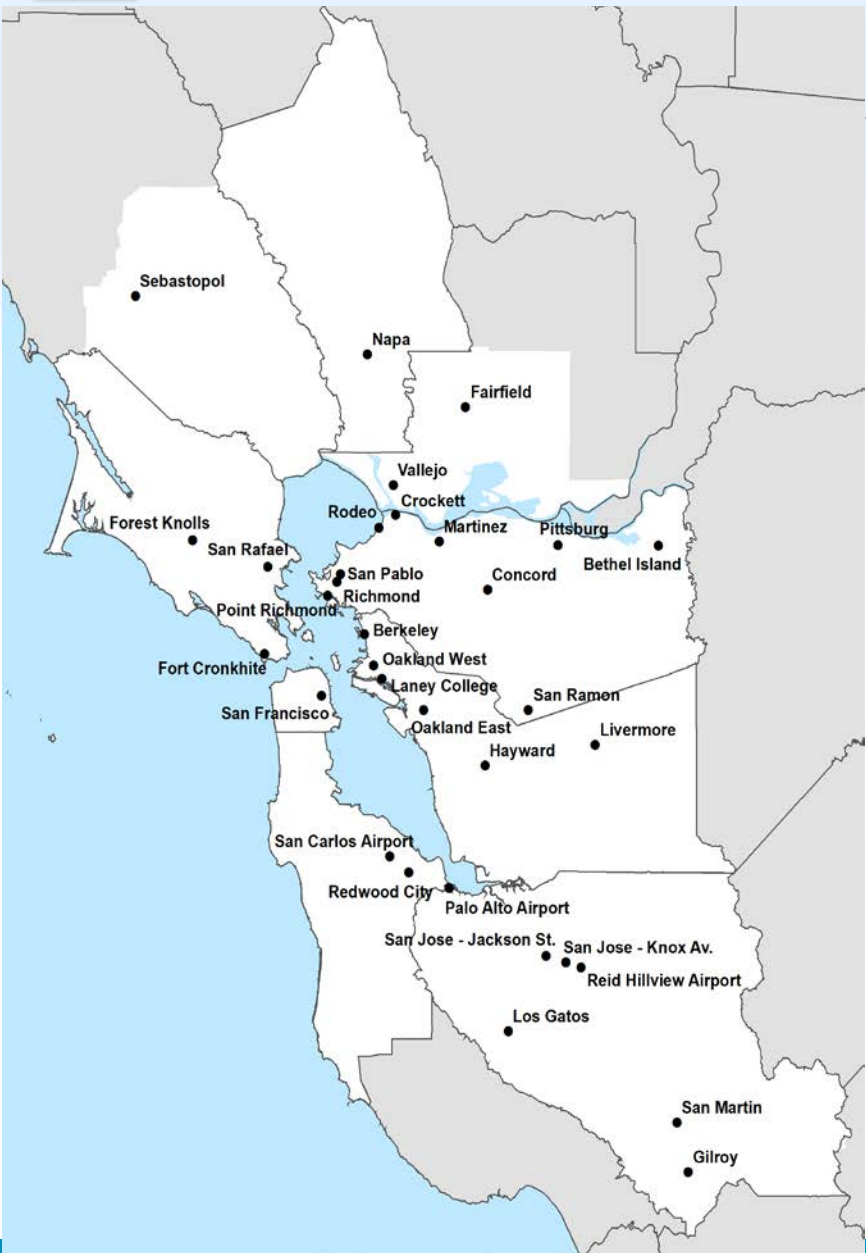 Sebastopol
Napa
Fairfield
Vallejo
Crockett
Rodeo
Martinez
Pittsburg
Forest Knolls
San Rafael
Bethel Island
San Pablo
Concord
Richmond
Point Richmond
Berkeley
Oakland West
Fort Cronkhite
Laney College
San Ramon
San Francisco
Oakland East
Livermore
Hayward
San Carlos Airport
Redwood City
Palo Alto Airport
San Jose - Jackson St.
San Jose - Knox Av.
Reid Hillview Airport
Los Gatos
San Martin
Gilroy